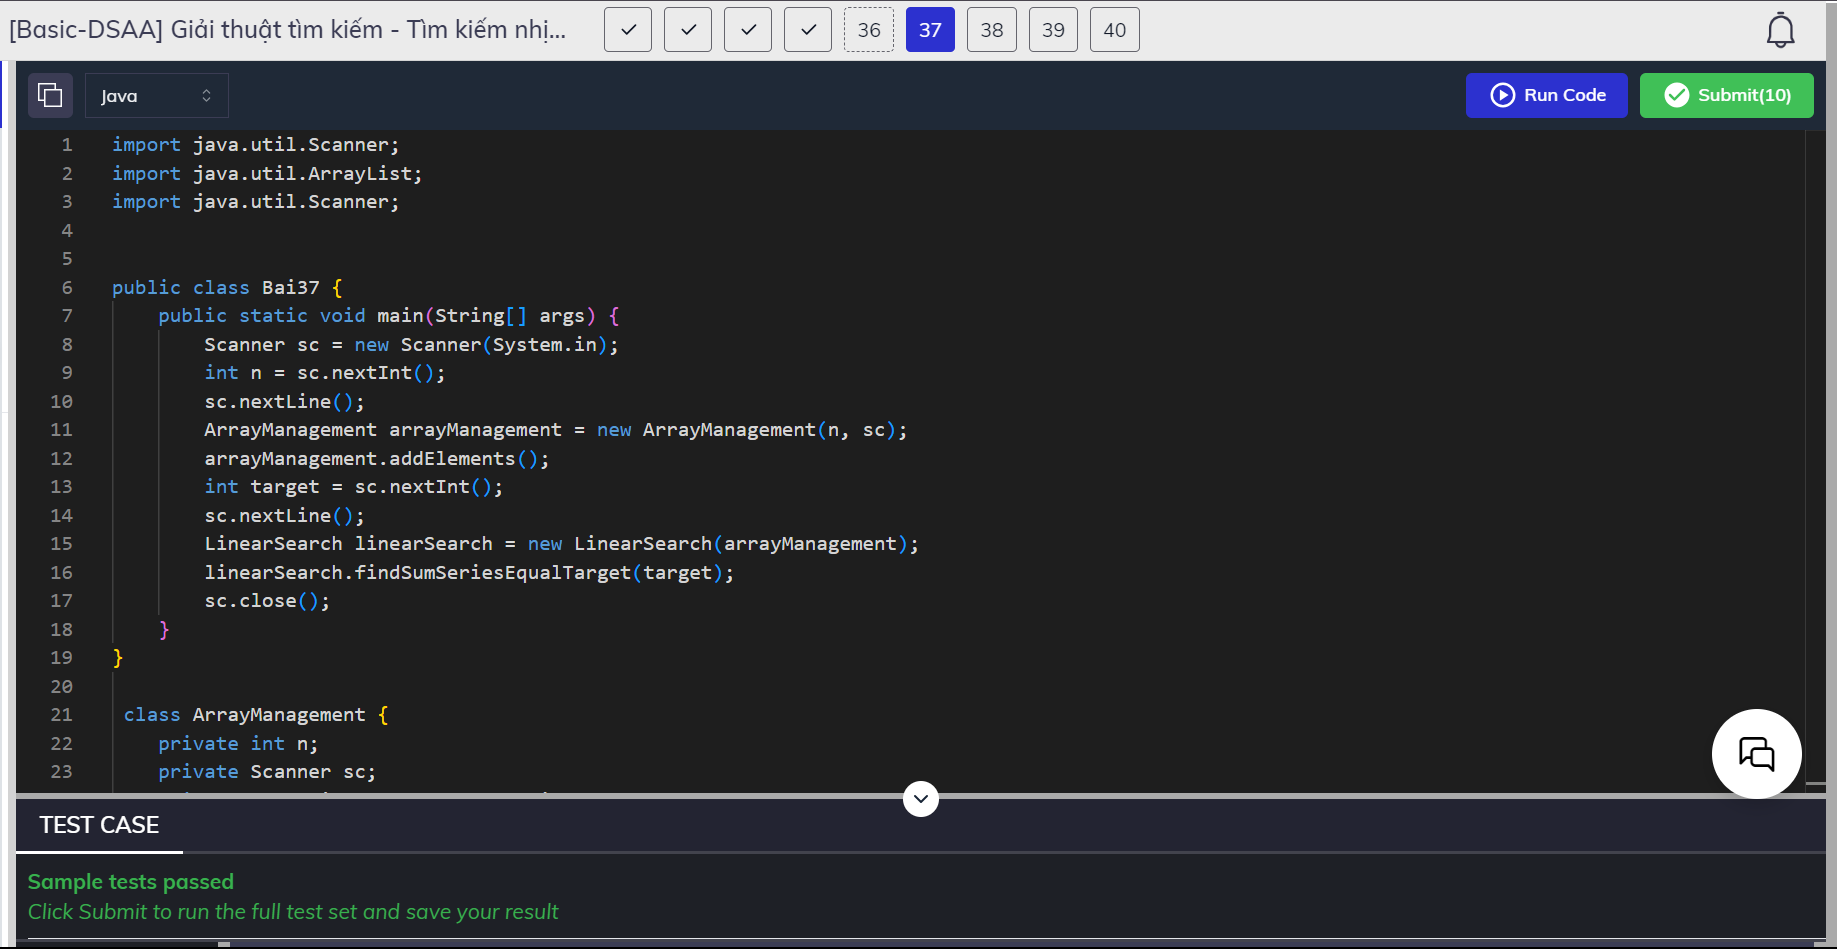 [Basic-DSAA] Giải thuật tìm kiếm - Tìm kiếm nhị... 36 37 38 39 40
Java Run Code Submit(10)
1 import java.util.Scanner;
2 import java.util.ArrayList;
3 import java.util.Scanner;
4
5
6 public class Bai37 {
7 public static void main(String[] args) {
8 Scanner sc = new Scanner(System.in);
9 int n = sc.nextInt();
10 sc.nextLine();
11 ArrayManagement arrayManagement = new ArrayManagement(n, sc);
12 arrayManagement.addElements();
13 int target = sc.nextInt();
14 sc.nextLine();
15 LinearSearch linearSearch = new LinearSearch(arrayManagement);
16 linearSearch.findSumSeriesEqualTarget(target);
17 sc.close();
18 }
19 }
20
21 class ArrayManagement {
22 private int n;
23 private Scanner sc;
TEST CASE
Sample tests passed
Click Submit to run the full test set and save your result